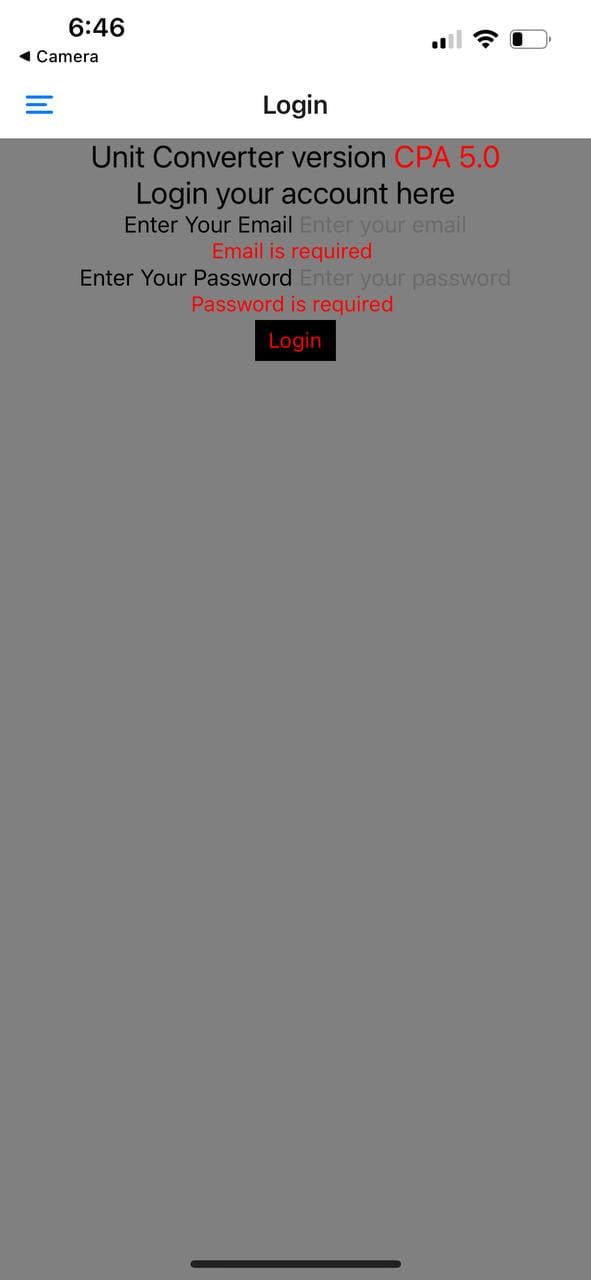 6:46
◀ Camera
Login
Unit Converter version CPA 5.0
Login your account here
Enter Your Email Enter your email
Email is required
Enter Your Password Enter your password
Password is required
Login